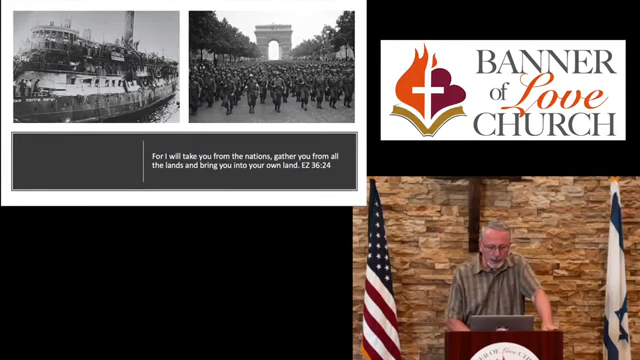 For I will take you from the nations, gather you from all
the lands and bring you into your own land. EZ 36:24
BANNER
of Love
CHURCH